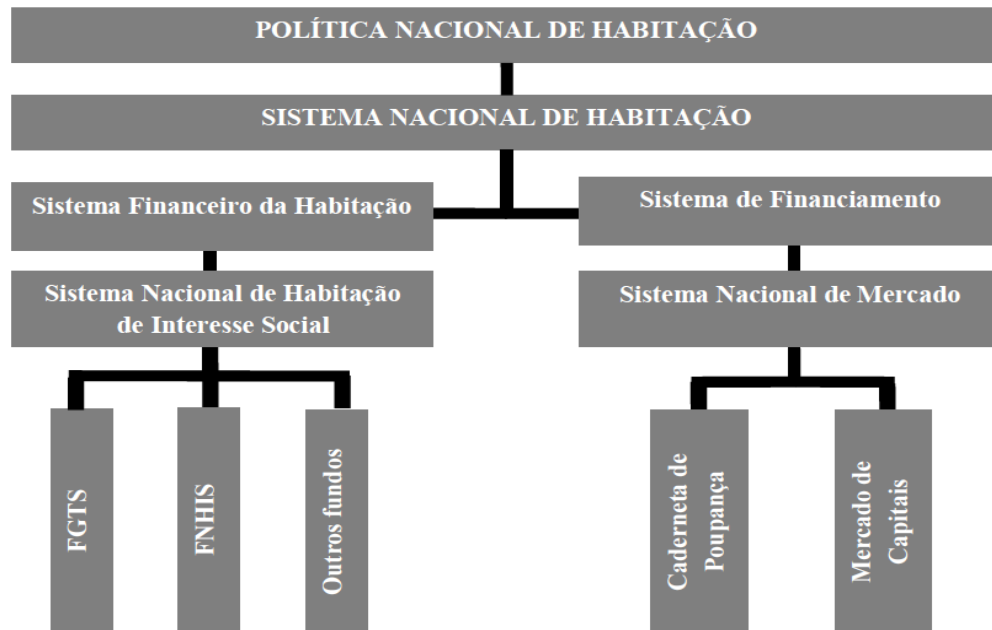 POLÍTICA NACIONAL DE HABITAÇÃO
SISTEMA NACIONAL DE HABITAÇÃO
Sistema Financeiro da Habitação
Sistema de Financiamento
Sistema Nacional de Habitação
de Interesse Social
Sistema Nacional de Mercado
FGTS
FNHIS
Outros fundos
Caderneta de
Poupança
Mercado de
Capitais